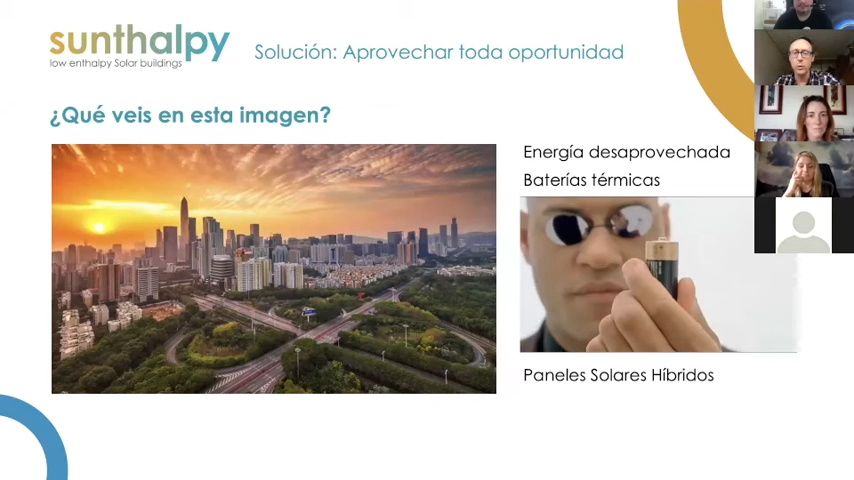 sunthalpy
low enthalpy Solar buildings
Solución: Aprovechar toda oportunidad
¿Qué veis en esta imagen?
Energía desaprovechada
Baterías térmicas
Paneles Solares Híbridos